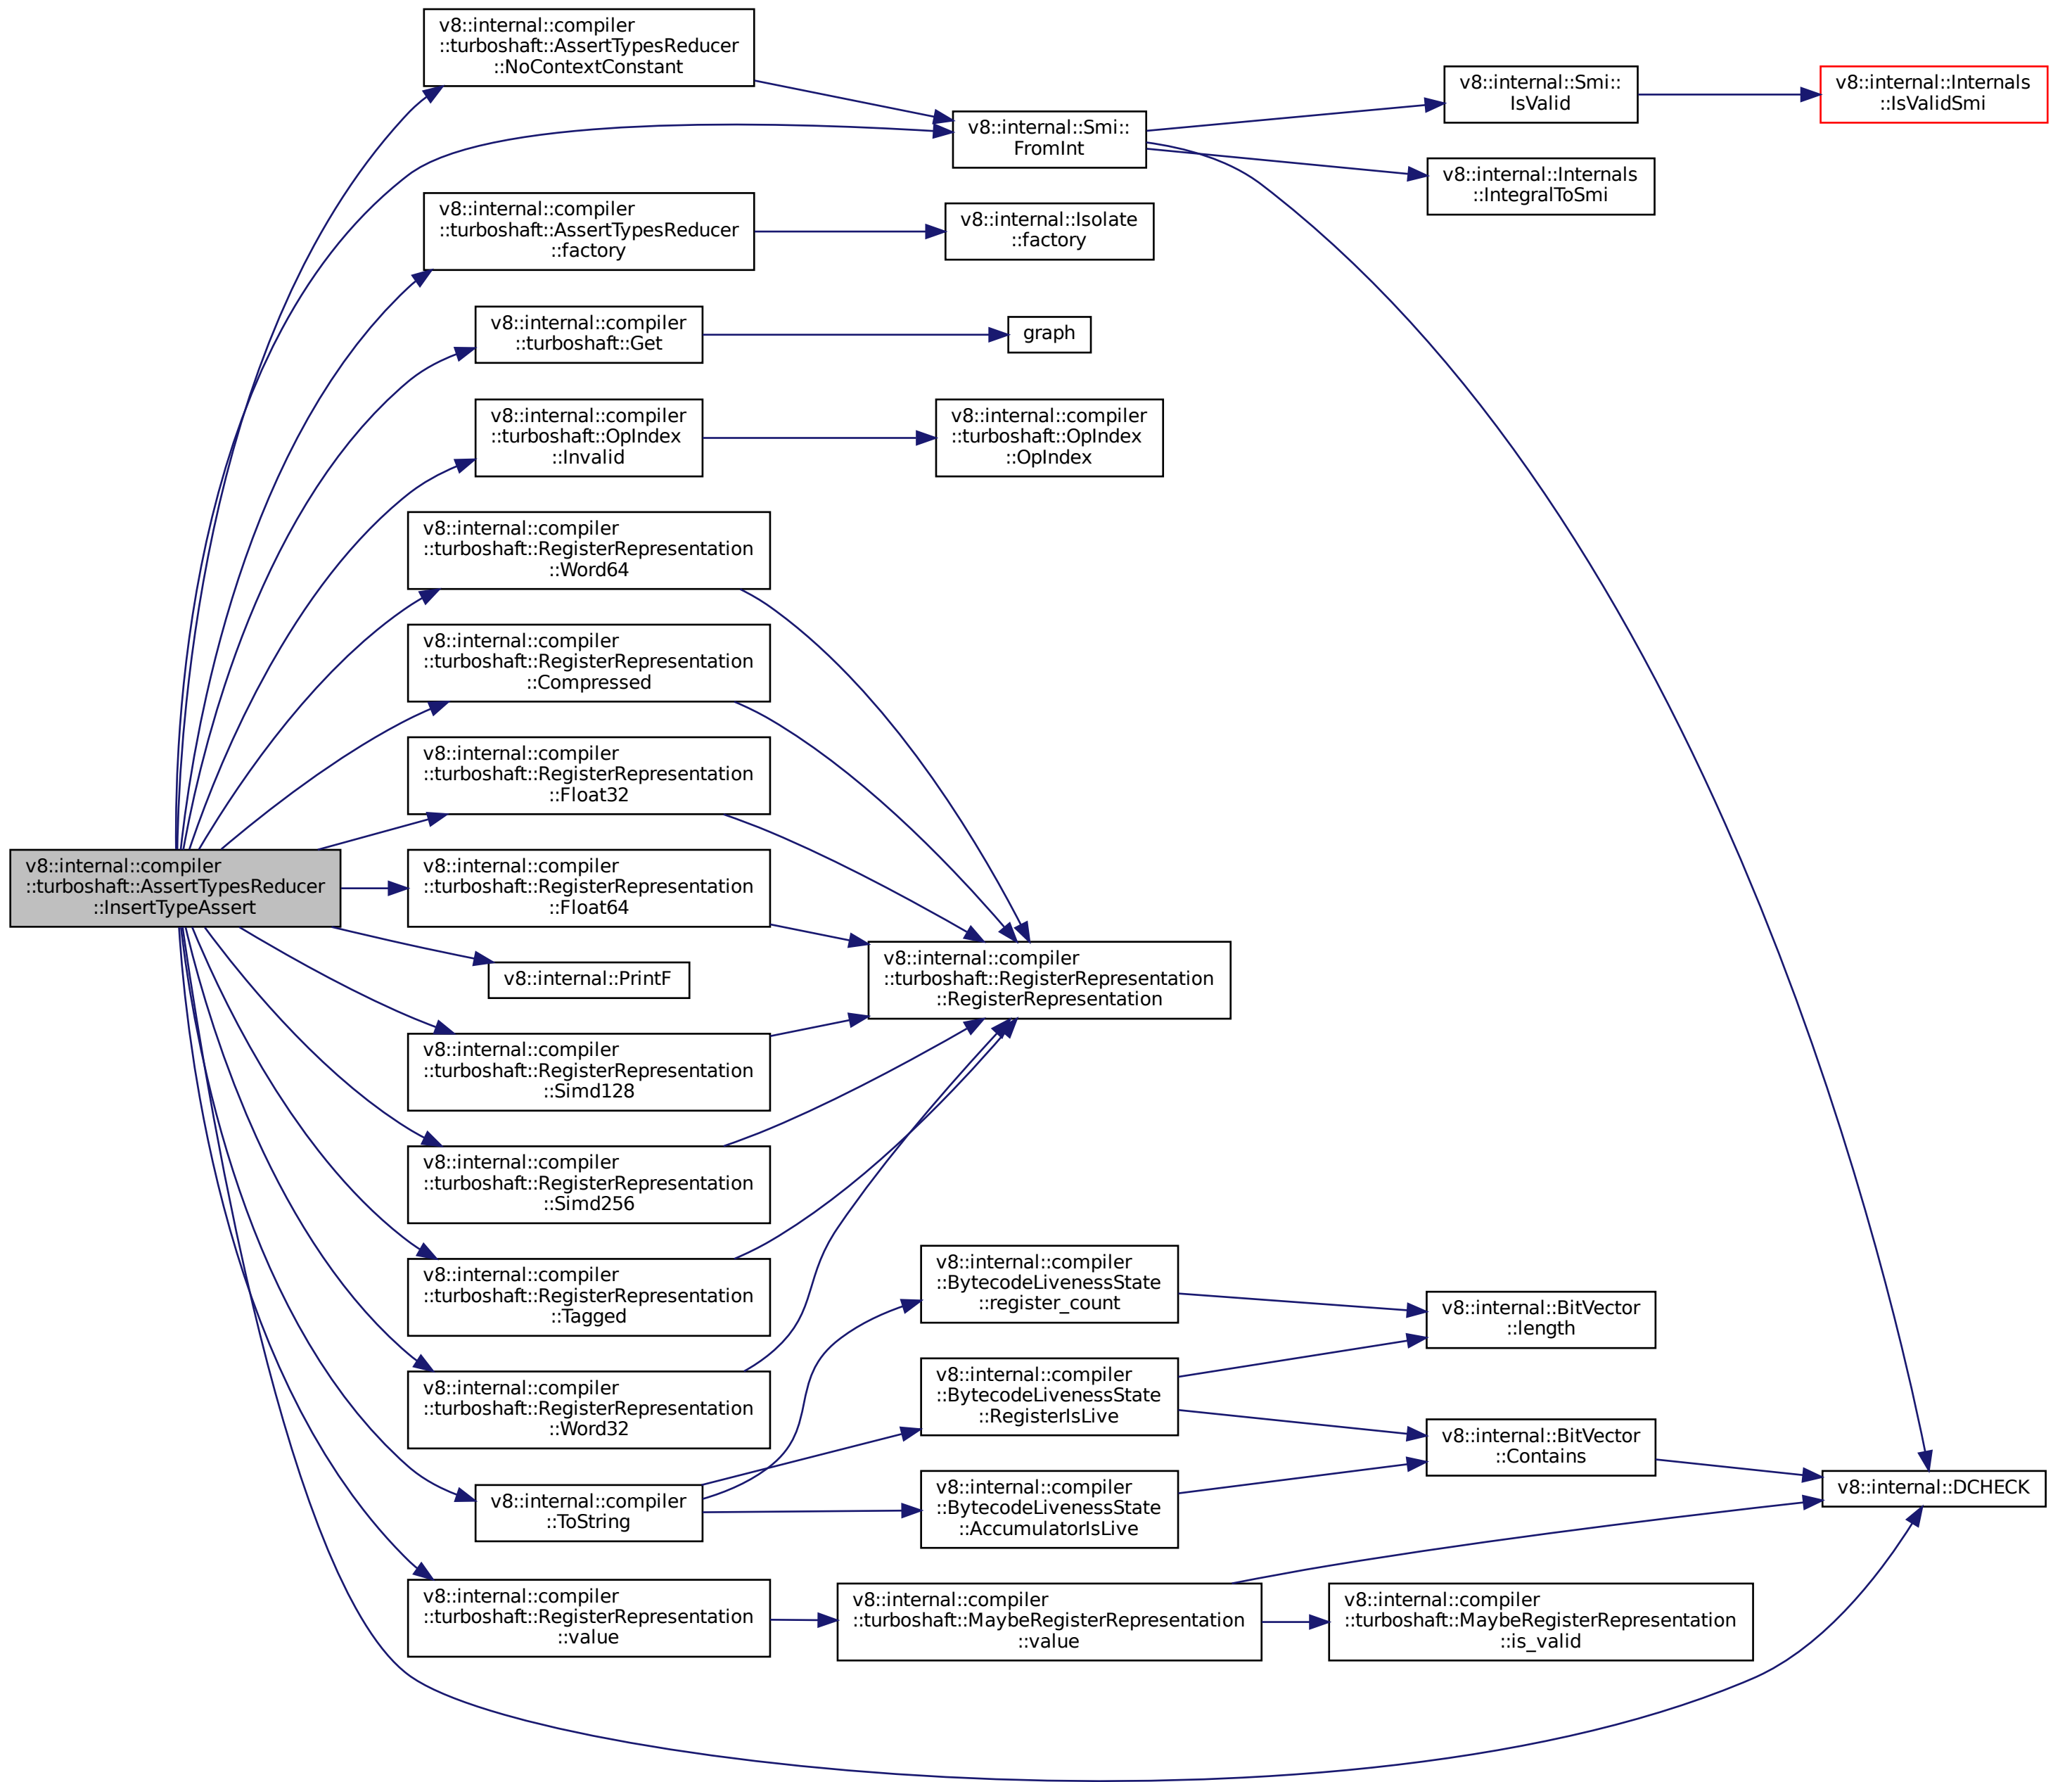 v8::internal::compiler
::turboshaft::AssertTypesReducer
::InsertTypeAssert
v8::internal::compiler
::turboshaft::AssertTypesReducer
::NoContextConstant
v8::internal::Smi::
FromInt
v8::internal::Smi::
IsValid
v8::internal::Internals
::IsValidSmi
v8::internal::Internals
::IntegralToSmi
v8::internal::compiler
::turboshaft::AssertTypesReducer
::factory
v8::internal::Isolate
::factory
v8::internal::compiler
::turboshaft::Get
graph
v8::internal::compiler
::turboshaft::OpIndex
::Invalid
v8::internal::compiler
::turboshaft::OpIndex
::OpIndex
v8::internal::compiler
::turboshaft::RegisterRepresentation
::Word64
v8::internal::compiler
::turboshaft::RegisterRepresentation
::Compressed
v8::internal::compiler
::turboshaft::RegisterRepresentation
::Float32
v8::internal::compiler
::turboshaft::RegisterRepresentation
::Float64
v8::internal::compiler
::turboshaft::RegisterRepresentation
::RegisterRepresentation
v8::internal::PrintF
v8::internal::compiler
::turboshaft::RegisterRepresentation
::Simd128
v8::internal::compiler
::turboshaft::RegisterRepresentation
::Simd256
v8::internal::compiler
::turboshaft::RegisterRepresentation
::Tagged
v8::internal::compiler
::turboshaft::RegisterRepresentation
::Word32
v8::internal::compiler
::ToString
v8::internal::compiler
::BytecodeLivenessState
::register_count
v8::internal::compiler
::BytecodeLivenessState
::RegisterIsLive
v8::internal::compiler
::BytecodeLivenessState
::AccumulatorIsLive
v8::internal::BitVector
::length
v8::internal::BitVector
::Contains
v8::internal::DCHECK
v8::internal::compiler
::turboshaft::RegisterRepresentation
::value
v8::internal::compiler
::turboshaft::MaybeRegisterRepresentation
::value
v8::internal::compiler
::turboshaft::MaybeRegisterRepresentation
::is_valid